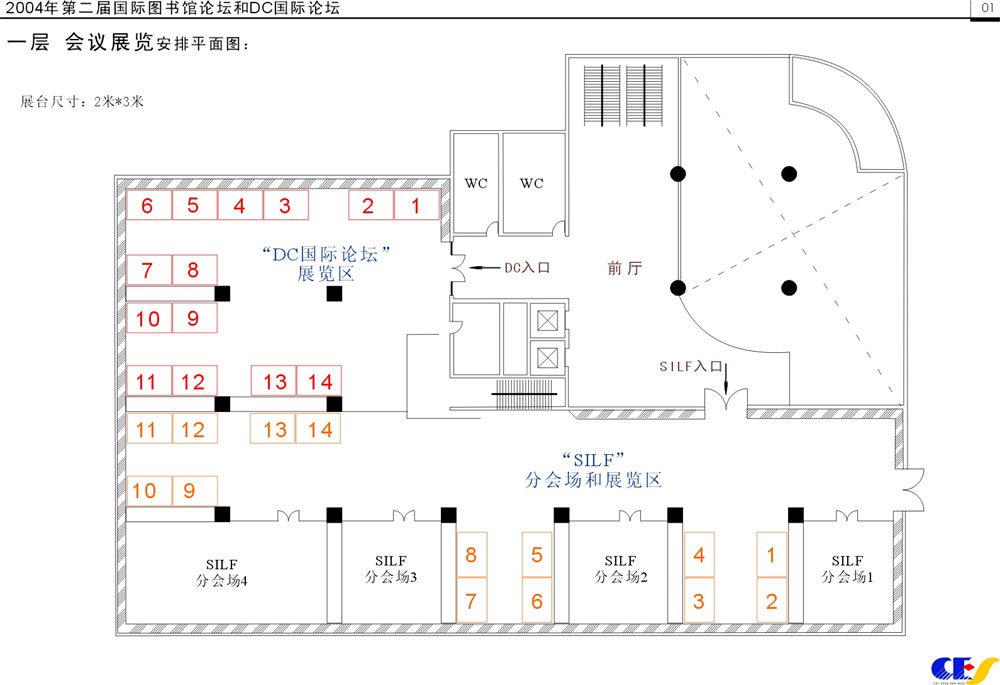 2004年第二届国际图书馆论坛和DC国际论坛
01
一层 会议展览安排平面图：
展台尺寸：2米*3米
WC
WC
6 5 4 3 2 1
“DC国际论坛”
展览区
DC入口
前厅
7 8
10 9
SILF入口
11 12 13 14
11 12 13 14
“SILF”
分会场和展览区
10 9
SILF
分会场4
SILF
分会场3
8 5
7 6
SILF
分会场2
4 1
3 2
SILF
分会场1
CES